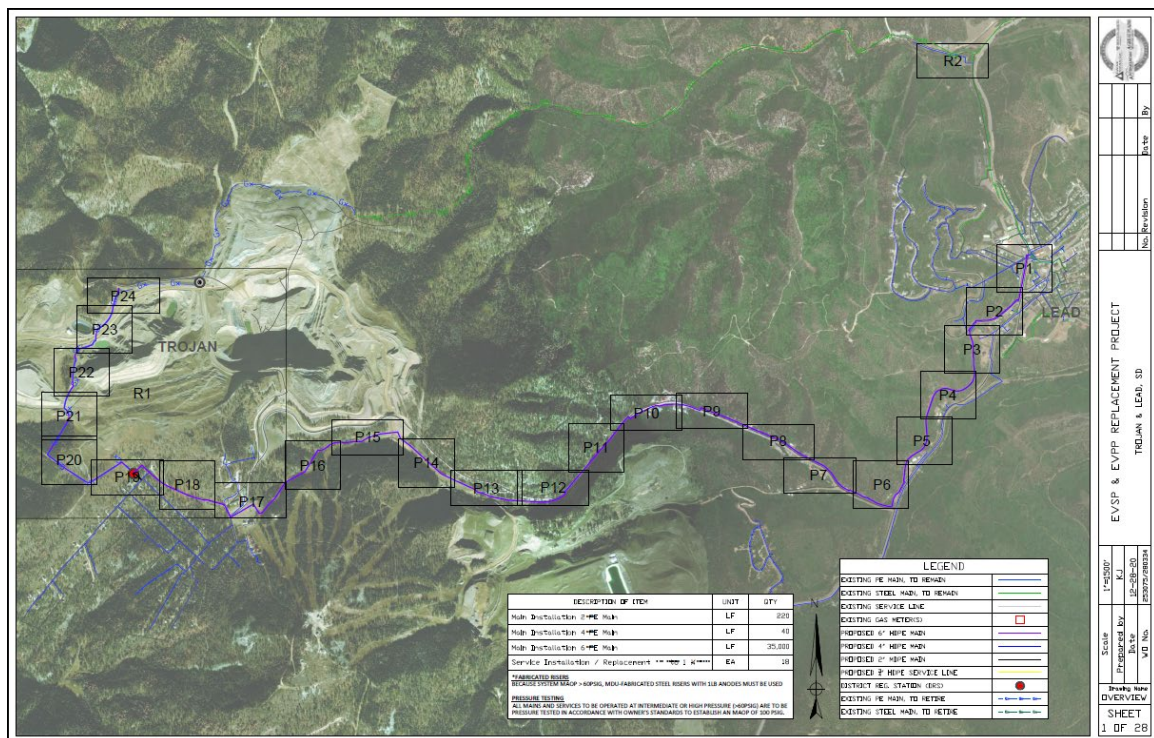 R2
P1
P2
LEAD
P3
P4
P5
P6
P7
P8
P9
P10
P11
P12
P13
P14
P15
P16
P17
P18
P19
P20
P21
P22
P23
P24
TROJAN
R1
N
DESCRIPTION OF ITEM UNIT QTY
Main Installation 2" PE Main LF 220
Main Installation 4" PE Main LF 40
Main Installation 6" PE Main LF 35,000
Service Installation / Replacement EA 18
*FABRICATED RISERS
BECAUSE SYSTEM MAOP > 60PSIG, MDU-FABRICATED STEEL RISERS WITH 1LB ANODES MUST BE USED
PRESSURE TESTING
ALL MAINS AND SERVICES TO BE OPERATED AT INTERMEDIATE OR HIGH PRESSURE (>60PSIG) ARE TO BE
PRESSURE TESTED IN ACCORDANCE WITH OWNER'S STANDARDS TO ESTABLISH AN MAOP OF 100 PSIG.
LEGEND
EXISTING PE MAIN, TO REMAIN
EXISTING STEEL MAIN, TO REMAIN
EXISTING SERVICE LINE
EXISTING GAS METER(S)
PROPOSED 6" HDPE MAIN
PROPOSED 4" HDPE MAIN
PROPOSED 2" HDPE MAIN
PROPOSED HDPE SERVICE LINE
DISTRICT REG. STATION (DRS)
EXISTING PE MAIN, TO RETIRE
EXISTING STEEL MAIN, TO RETIRE
No. Revision Date By
EVSP & EVPP REPLACEMENT PROJECT
TROJAN & LEAD, SD
Scale 1"=1500'
Prepared by KJ
Date 12-28-20
WO No. 253075/280334
Drawing Name
OVERVIEW
SHEET
1 OF 28